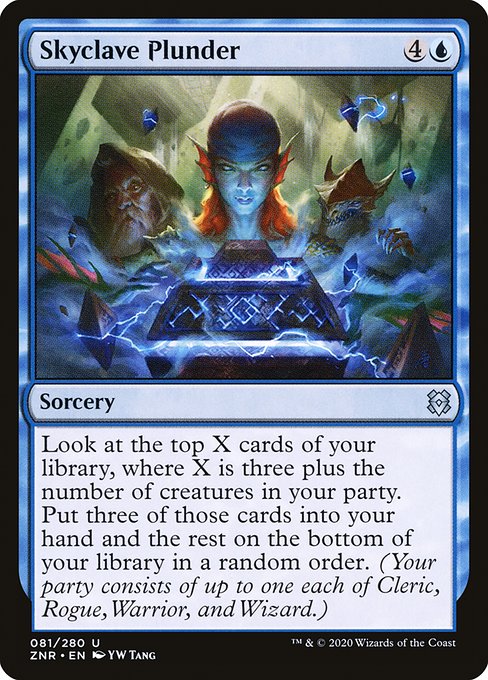 Skyclave Plunder 4
Sorcery
Look at the top X cards of your
library, where X is three plus the
number of creatures in your party.
Put three of those cards into your
hand and the rest on the bottom of
your library in a random order. (Your
party consists of up to one each of Cleric,
Rogue, Warrior, and Wizard.)
081/280 U
ZNR • EN YW Tang
™ & © 2020 Wizards of the Coast